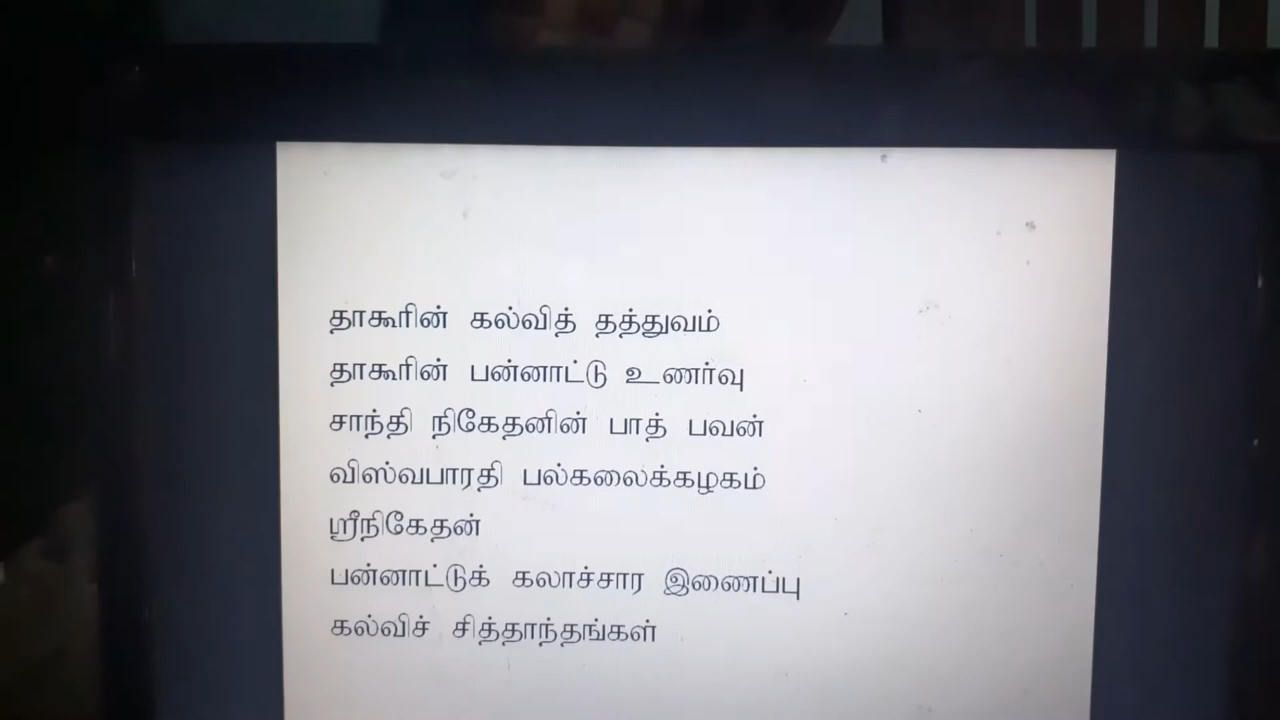 தாகூரின் கல்வித் தத்துவம்
தாகூரின் பன்னாட்டு உணர்வு
சாந்தி நிகேதனின் பாத் பவன்
விஸ்வபாரதி பல்கலைக்கழகம்
ஸ்ரீநிகேதன்
பன்னாட்டுக் கலாச்சார இணைப்பு
கல்விச் சித்தாந்தங்கள்